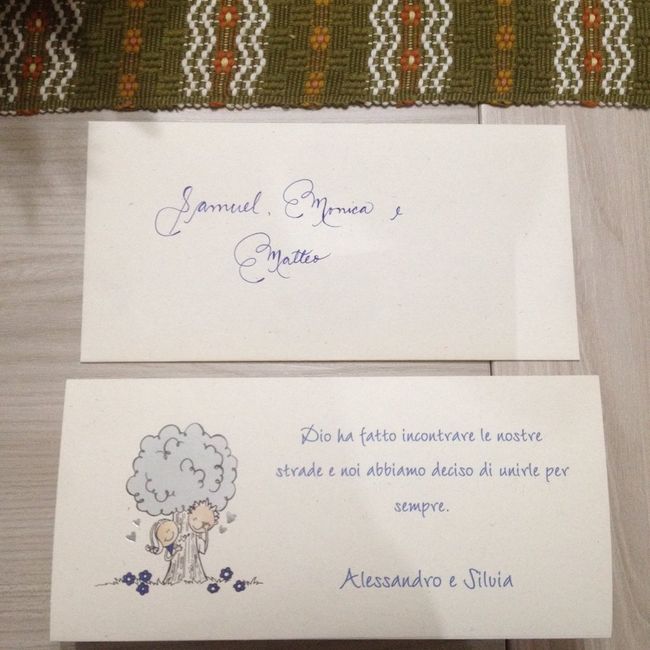 Samuel, Monica e
Matteo
Dio ha fatto incontrare le nostre
strade e noi abbiamo deciso di unirle per
sempre.
Alessandro e Silvia